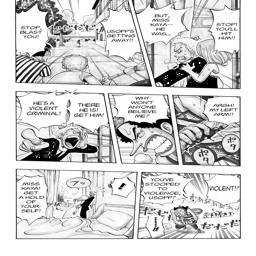 STOP,
BLAST
YOU!
USOPP'S
GETTING
AWAY!!
BUT,
MISS
KAYA--
HE
WAS...
STOP!
YOU'LL
HIT
HIM!!
HE'S A
VIOLENT
CRIMINAL!
THERE
HE IS!
GET HIM!
WHY
WON'T
ANYONE
BELIEVE
ME?
ARGH!
MY
LEFT
ARM!!
MISS
KAYA!
GET A
HOLD
OF
YOUR-
SELF!
!
YOU'VE
STOOPED
TO
VIOLENCE,
USOPP!
VIOLENT!!